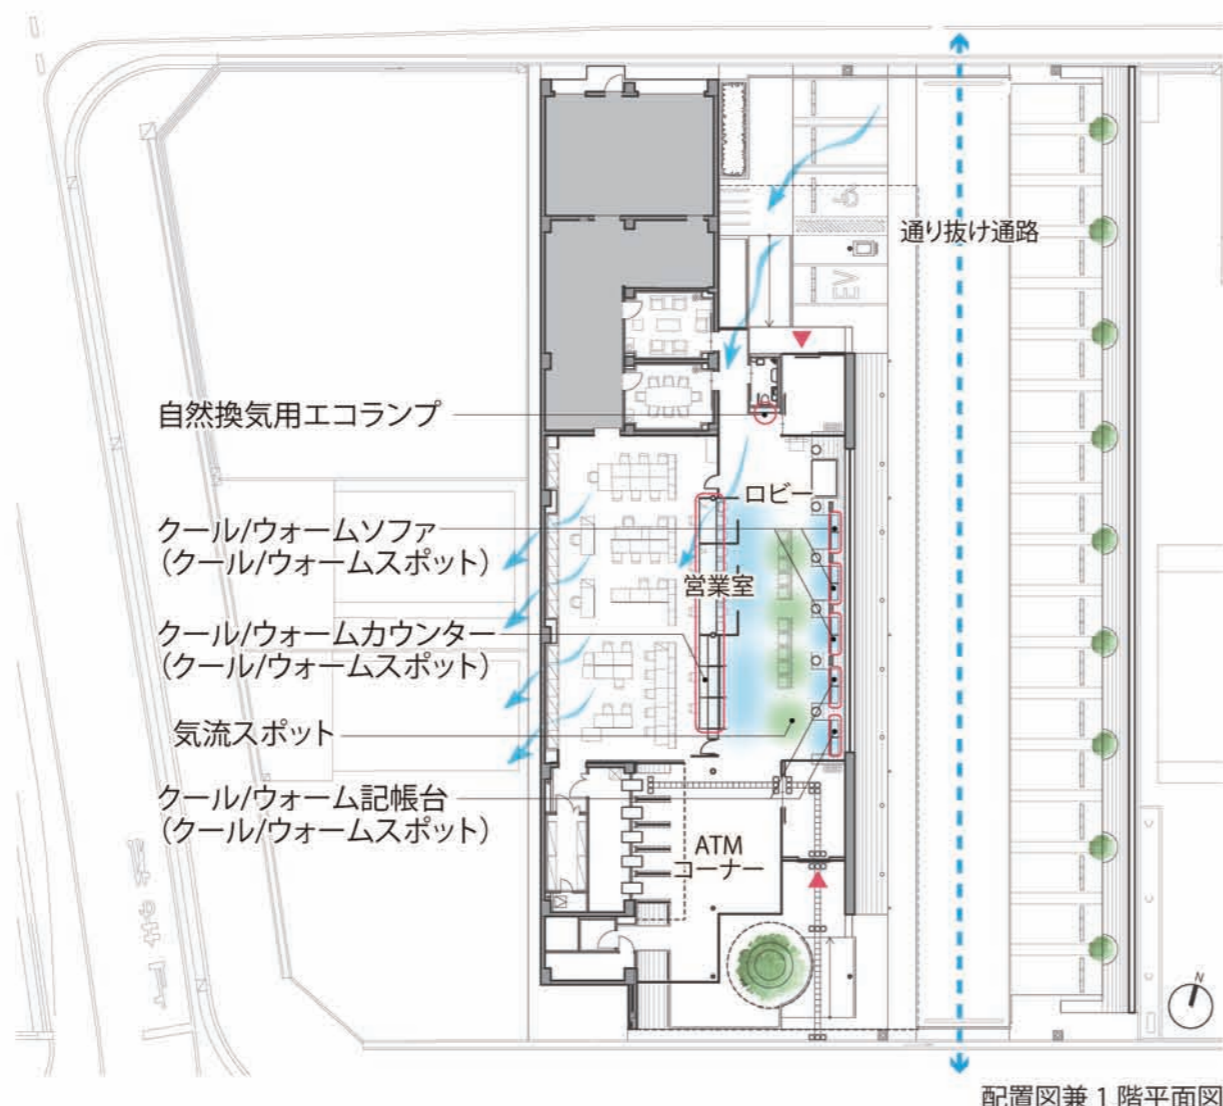 通り抜け通路
EV
自然換気用エコランプ
ロビー
クール/ウォームソファ
（クール/ウォームスポット）
営業室
クール/ウォームカウンター
（クール/ウォームスポット）
気流スポット
クール/ウォーム記帳台
（クール/ウォームスポット）
ATM
コーナー
N
配置図兼 1 階平面図